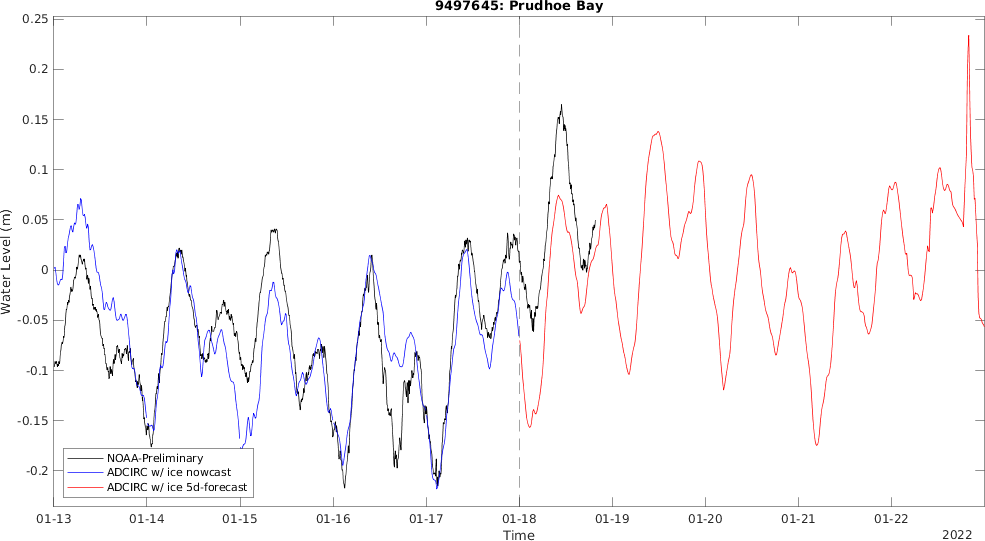 9497645: Prudhoe Bay
0.25
0.2
0.15
0.1
0.05
0
-0.05
-0.1
-0.15
-0.2
Water Level (m)
NOAA-Preliminary
ADCIRC w/ ice nowcast
ADCIRC w/ ice 5d-forecast
01-13 01-14 01-15 01-16 01-17 01-18 01-19 01-20 01-21 01-22
Time
2022